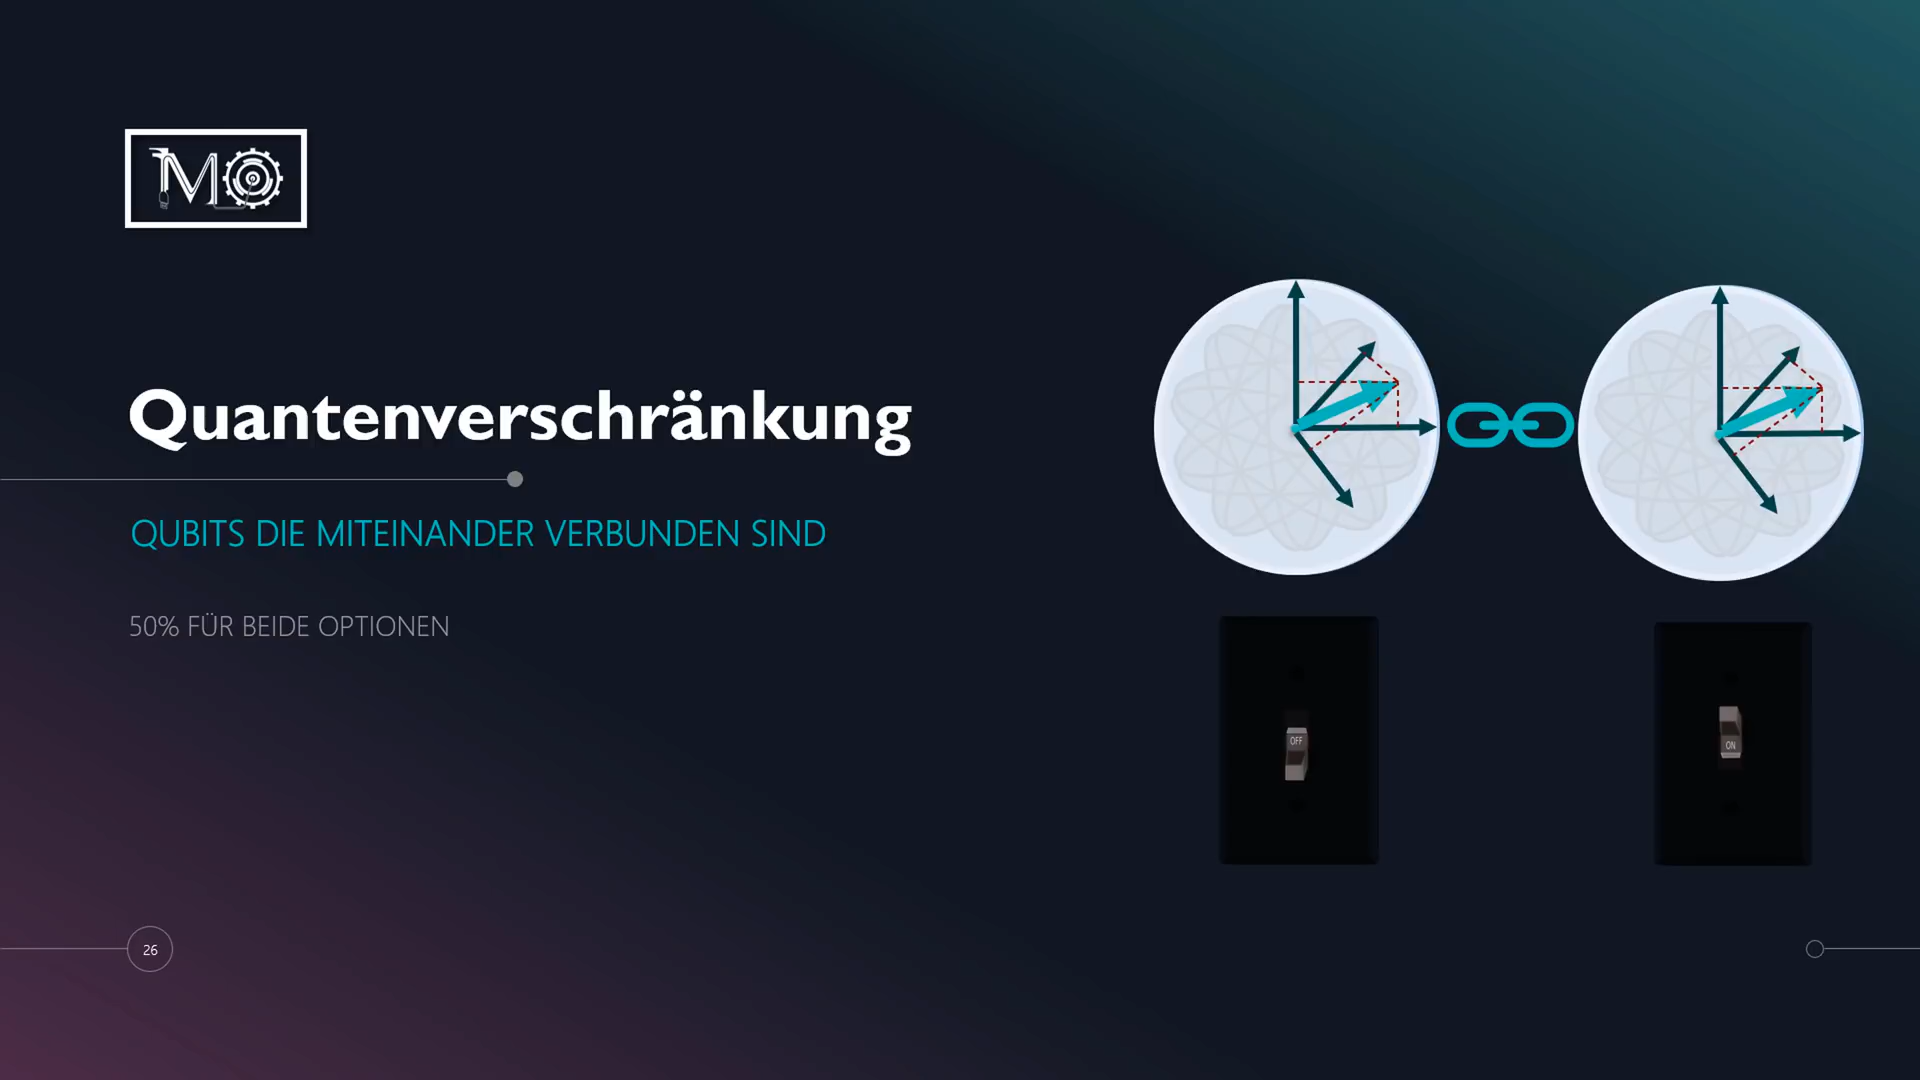 MO
Quantenverschränkung
QUBITS DIE MITEINANDER VERBUNDEN SIND
50% FÜR BEIDE OPTIONEN
OFF
ON
26